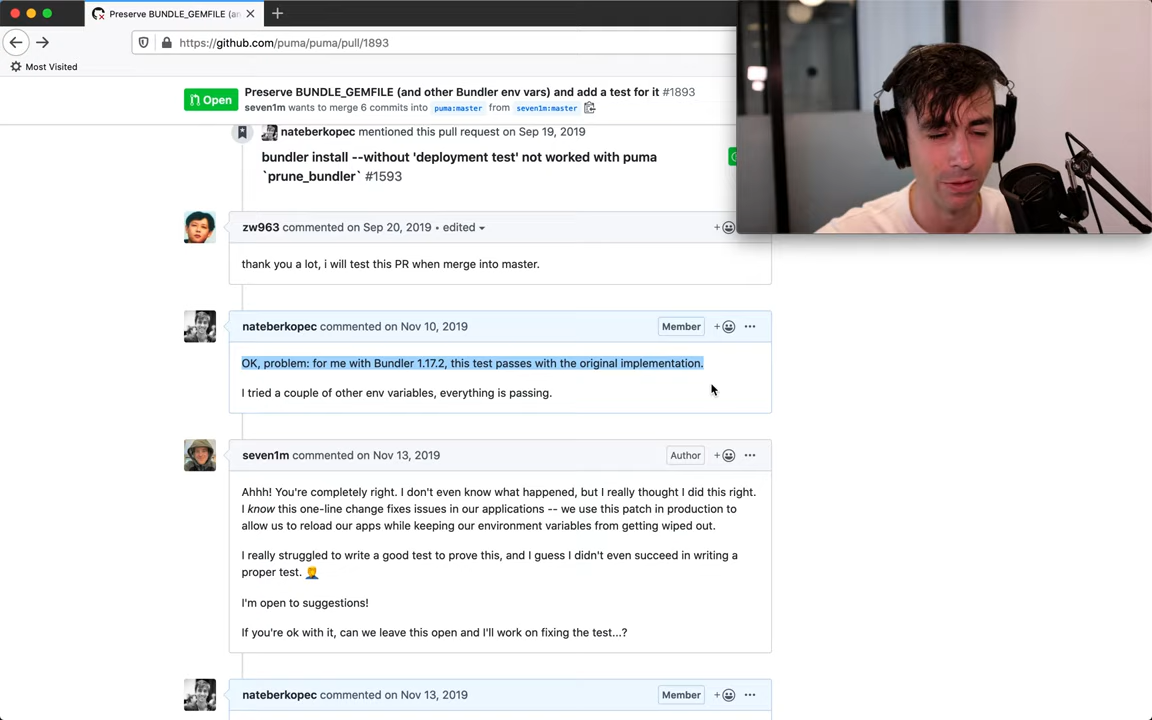 Preserve BUNDLE_GEMFILE (an
https://github.com/puma/puma/pull/1893
Most Visited
Open
Preserve BUNDLE_GEMFILE (and other Bundler env vars) and add a test for it #1893
seven1m wants to merge 6 commits into puma:master from seven1m:master
nateberkopec mentioned this pull request on Sep 19, 2019
bundler install --without 'deployment test' not worked with puma
`prune_bundler` #1593
zw963 commented on Sep 20, 2019 • edited
thank you a lot, i will test this PR when merge into master.
nateberkopec commented on Nov 10, 2019
Member
OK, problem: for me with Bundler 1.17.2, this test passes with the original implementation.
I tried a couple of other env variables, everything is passing.
seven1m commented on Nov 13, 2019
Author
Ahhh! You're completely right. I don't even know what happened, but I really thought I did this right.
I know this one-line change fixes issues in our applications -- we use this patch in production to
allow us to reload our apps while keeping our environment variables from getting wiped out.
I really struggled to write a good test to prove this, and I guess I didn't even succeed in writing a
proper test. 🤦‍♂️
I'm open to suggestions!
If you're ok with it, can we leave this open and I'll work on fixing the test...?
nateberkopec commented on Nov 13, 2019
Member